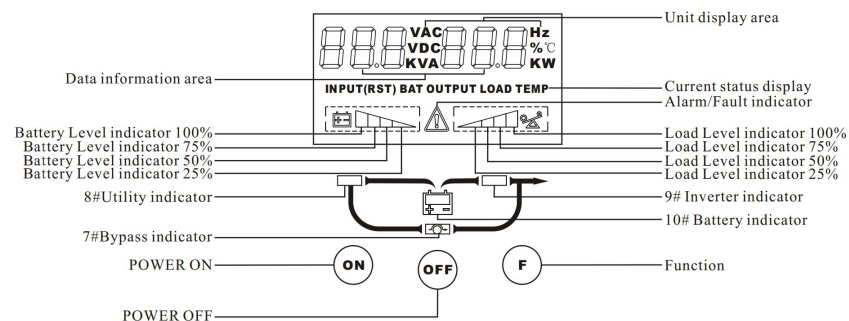 Unit display area
VAC Hz
VDC %℃
KVA KW
Data information area
INPUT(RST) BAT OUTPUT LOAD TEMP
Current status display
Alarm/Fault indicator
Battery Level indicator 100%
Battery Level indicator 75%
Battery Level indicator 50%
Battery Level indicator 25%
Load Level indicator 100%
Load Level indicator 75%
Load Level indicator 50%
Load Level indicator 25%
8#Utility indicator
9# Inverter indicator
10# Battery indicator
7#Bypass indicator
POWER ON
ON
OFF
F
Function
POWER OFF